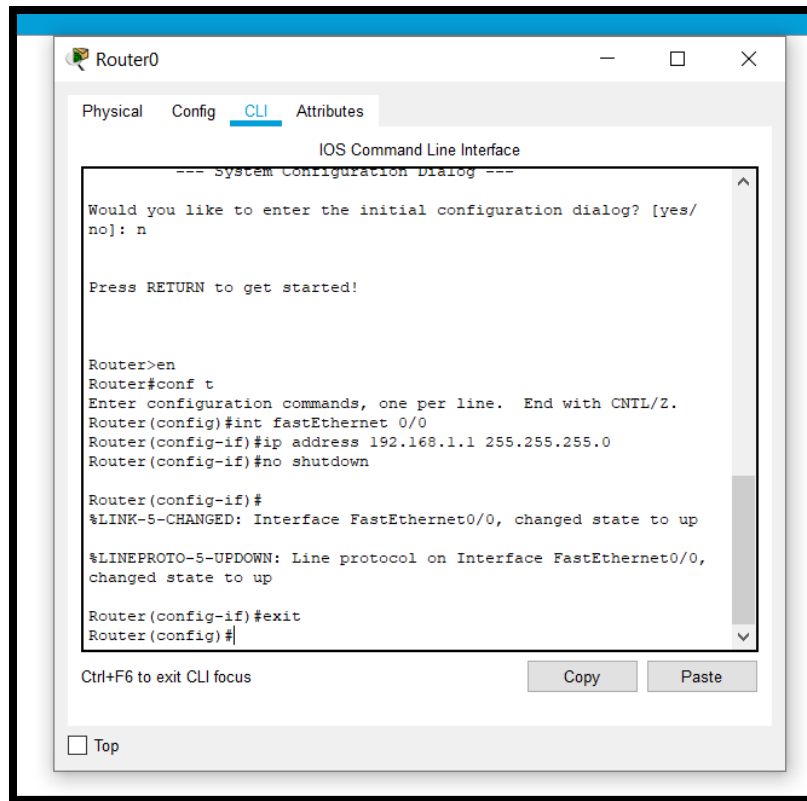 Router0
Physical Config CLI Attributes
IOS Command Line Interface
--- System Configuration Dialog ---
Would you like to enter the initial configuration dialog? [yes/
no]: n
Press RETURN to get started!
Router>en
Router#conf t
Enter configuration commands, one per line.  End with CNTL/Z.
Router(config)#int fastEthernet 0/0
Router(config-if)#ip address 192.168.1.1 255.255.255.0
Router(config-if)#no shutdown
Router(config-if)#
%LINK-5-CHANGED: Interface FastEthernet0/0, changed state to up
%LINEPROTO-5-UPDOWN: Line protocol on Interface FastEthernet0/0,
changed state to up
Router(config-if)#exit
Router(config)#
Ctrl+F6 to exit CLI focus
Copy Paste
Top